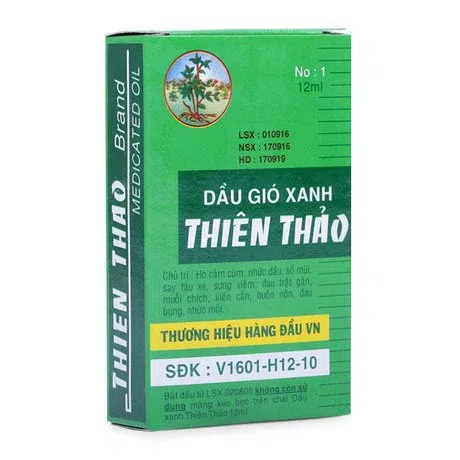 No : 1
12ml
LSX : 010916
NSX : 170916
HD : 170919
DẦU GIÓ XANH
THIÊN THẢO
Chủ trị : Ho cảm cúm, nhức đầu, sổ mũi,
say tàu xe, sưng viêm, đau trật gân,
muỗi chích, kiến cắn, buồn nôn, đau
bụng, nhức mỏi.
THƯƠNG HIỆU HÀNG ĐẦU VN
SĐK : V1601-H12-10
Bắt đầu từ LSX 020805 không còn sử
dụng màng keo bọc trên chai Dầu
xanh Thiên Thảo 12ml
THIEN THAO Brand
MEDICATED OIL